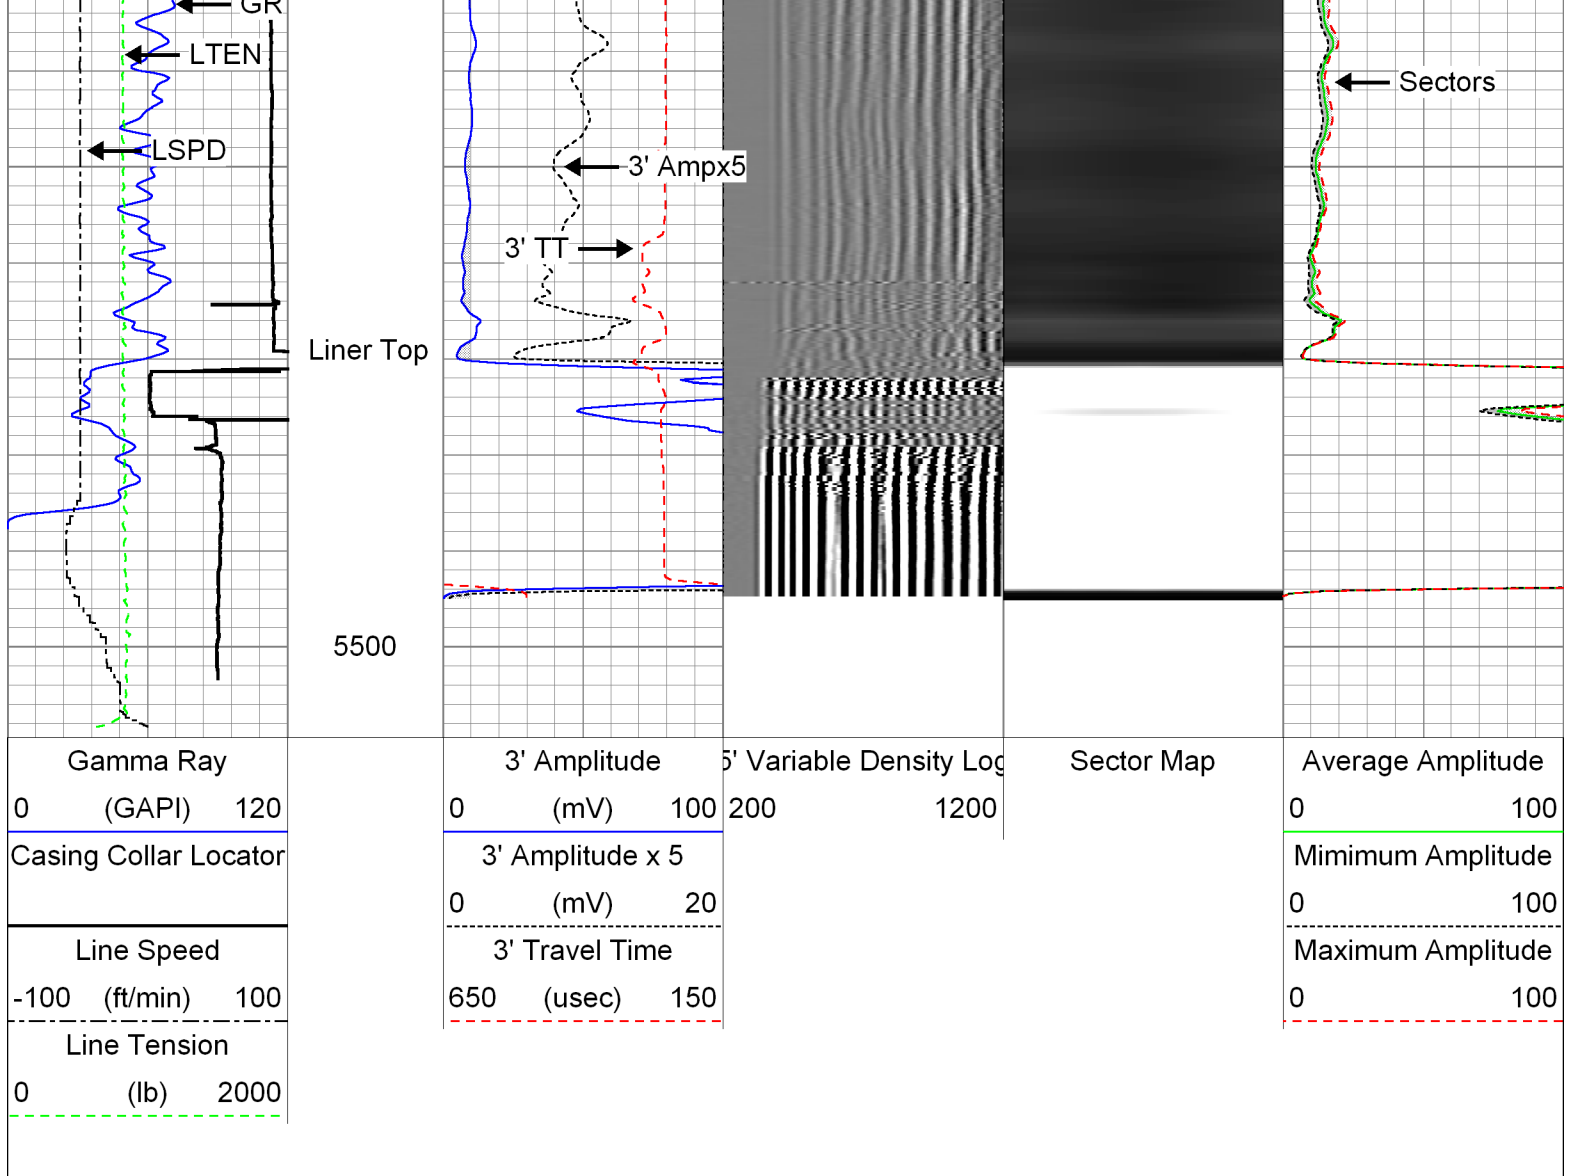 GR
LTEN
Sectors
LSPD
3' Ampx5
3' TT
Liner Top
5500
Gamma Ray
0 (GAPI) 120
Casing Collar Locator
Line Speed
-100 (ft/min) 100
Line Tension
0 (lb) 2000
3' Amplitude
0 (mV) 100
3' Amplitude x 5
0 (mV) 20
3' Travel Time
650 (usec) 150
5' Variable Density Log
200 1200
Sector Map
Average Amplitude
0 100
Mimimum Amplitude
0 100
Maximum Amplitude
0 100